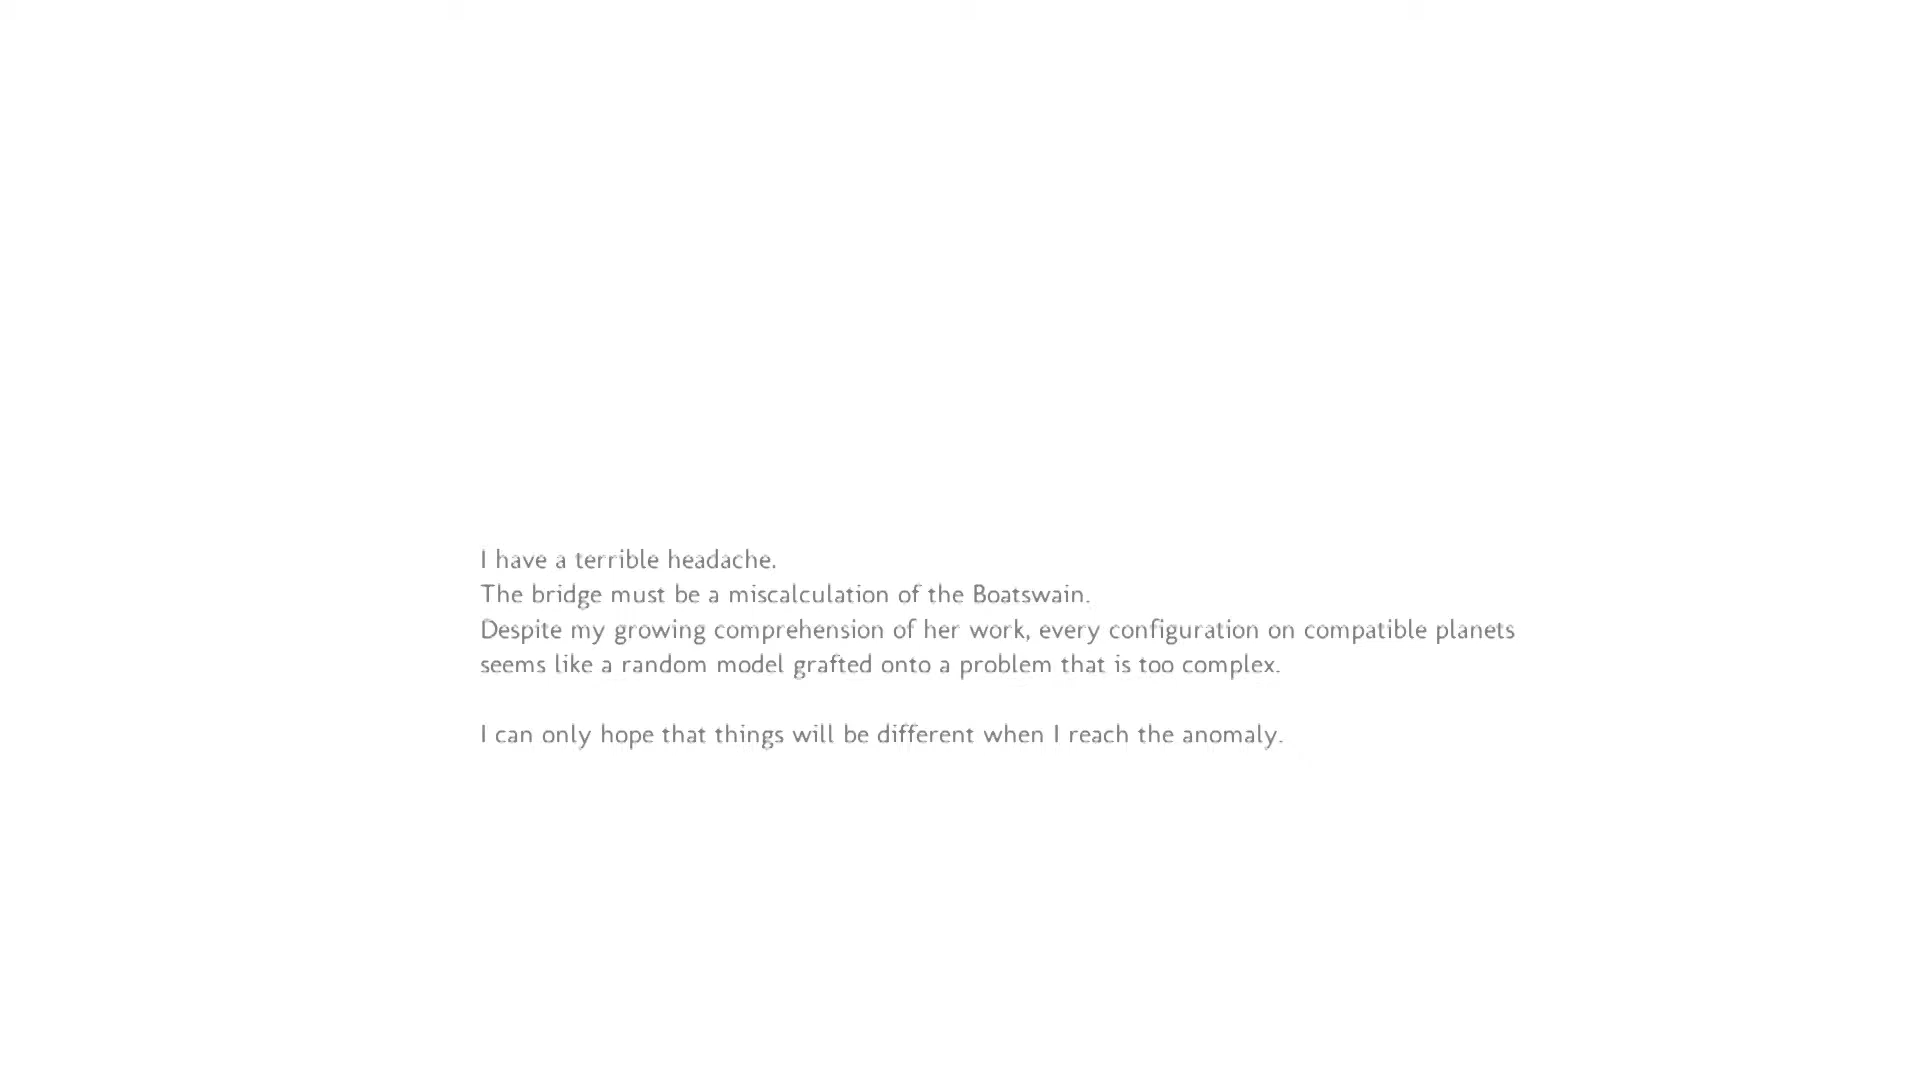 I have a terrible headache.
The bridge must be a miscalculation of the Boatswain.
Despite my growing comprehension of her work, every configuration on compatible planets
seems like a random model grafted onto a problem that is too complex.
I can only hope that things will be different when I reach the anomaly.